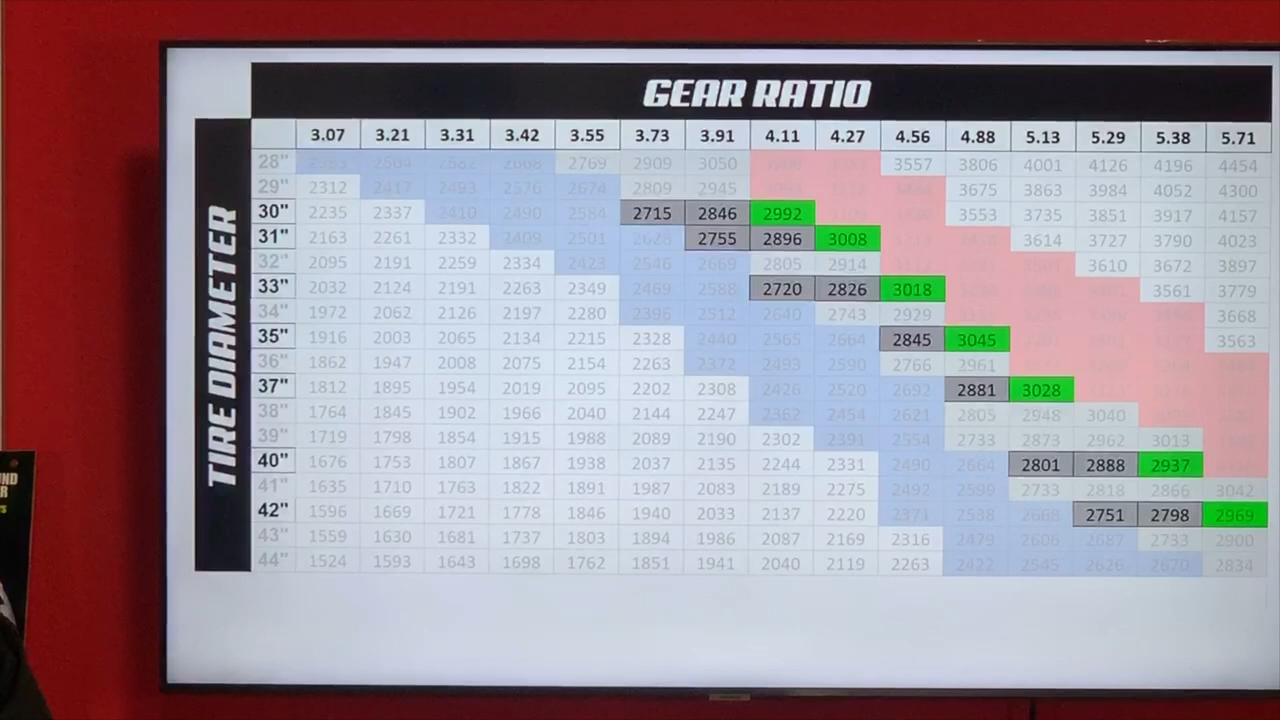 GEAR RATIO
3.07 3.21 3.31 3.42 3.55 3.73 3.91 4.11 4.27 4.56 4.88 5.13 5.29 5.38 5.71
TIRE DIAMETER
28" 2668 2769 2909 3050 3557 3806 4001 4126 4196 4454
29" 2312 2417 2493 2576 2674 2809 2945 3675 3863 3984 4052 4300
30" 2235 2337 2410 2490 2584 2715 2846 2992 3553 3735 3851 3917 4157
31" 2163 2261 2332 2409 2501 2628 2755 2896 3008 3614 3727 3790 4023
32" 2095 2191 2259 2334 2423 2546 2669 2805 2914 3610 3672 3897
33" 2032 2124 2191 2263 2349 2469 2588 2720 2826 3018 3561 3779
34" 1972 2062 2126 2197 2280 2396 2512 2640 2743 2929 3668
35" 1916 2003 2065 2134 2215 2328 2440 2565 2664 2845 3045 3563
36" 1862 1947 2008 2075 2154 2263 2372 2493 2590 2766 2961
37" 1812 1895 1954 2019 2095 2202 2308 2426 2520 2692 2881 3028
38" 1764 1845 1902 1966 2040 2144 2247 2362 2454 2621 2805 2948 3040
39" 1719 1798 1854 1915 1988 2089 2190 2302 2391 2554 2733 2873 2962 3013
40" 1676 1753 1807 1867 1938 2037 2135 2244 2331 2490 2664 2801 2888 2937
41" 1635 1710 1763 1822 1891 1987 2083 2189 2275 2492 2599 2733 2818 2866 3042
42" 1596 1669 1721 1778 1846 1940 2033 2137 2220 2371 2538 2668 2751 2798 2969
43" 1559 1630 1681 1737 1803 1894 1986 2087 2169 2316 2479 2606 2687 2733 2900
44" 1524 1593 1643 1698 1762 1851 1941 2040 2119 2263 2422 2545 2626 2670 2834